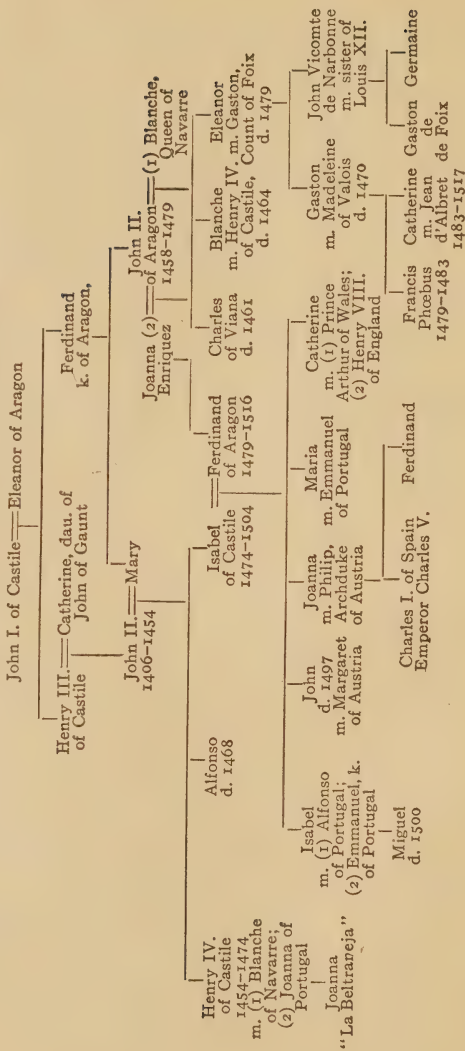 John I. of Castile══Eleanor of Aragon
Henry III.══Catherine, dau. of
of Castile John of Gaunt
Ferdinand
k. of Aragon,
John II.══Mary
1406-1454
Joanna (2)══
Enriquez
John II.
of Aragon══(1) Blanche,
1458-1479
Queen of
Navarre
Henry IV.
of Castile
1454-1474
m. (1) Blanche
of Navarre;
(2) Joanna of
Portugal
Alfonso
d. 1468
Isabel
of Castile
1474-1504
══Ferdinand
of Aragon
1479-1516
Charles
of Viana
d. 1461
Blanche
m. Henry IV.
of Castile,
d. 1464
Eleanor
m. Gaston,
Count of Foix
d. 1479
Joanna
"La Beltraneja"
Isabel
m. (1) Alfonso
of Portugal;
(2) Emmanuel, k.
of Portugal
John
d. 1497
m. Margaret
of Austria
Joanna
m. Philip,
Archduke
of Austria
Maria
m. Emmanuel
of Portugal
Catherine
m. (1) Prince
Arthur of Wales;
(2) Henry VIII.
of England
Gaston
m. Madeleine
of Valois
d. 1470
John Vicomte
de Narbonne
m. sister of
Louis XII.
Miguel
d. 1500
Charles I. of Spain
Emperor Charles V.
Ferdinand
Francis
Phœbus
1479-1483
Catherine
m. Jean
d'Albret
1483-1517
Gaston
de
de Foix
Germaine